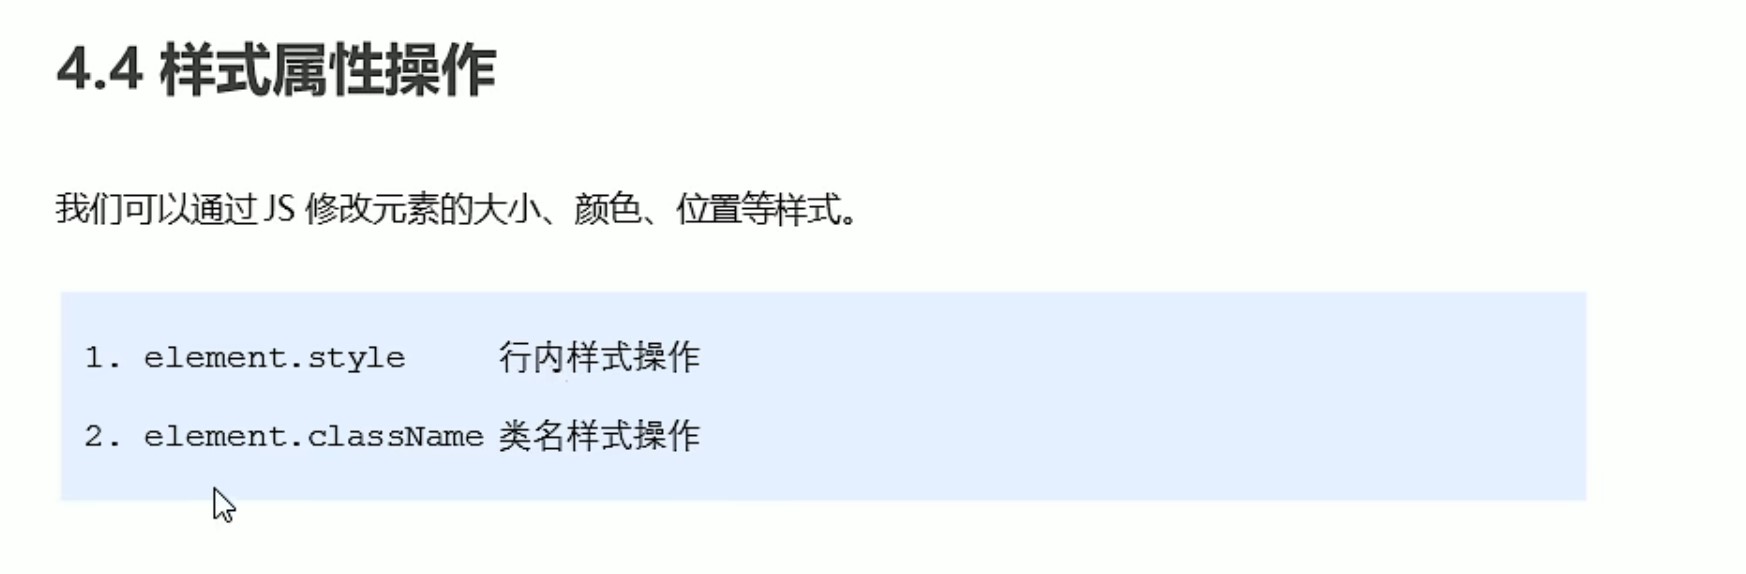 4.4 样式属性操作
我们可以通过 JS 修改元素的大小、颜色、位置等样式。
1. element.style 行内样式操作
2. element.className 类名样式操作